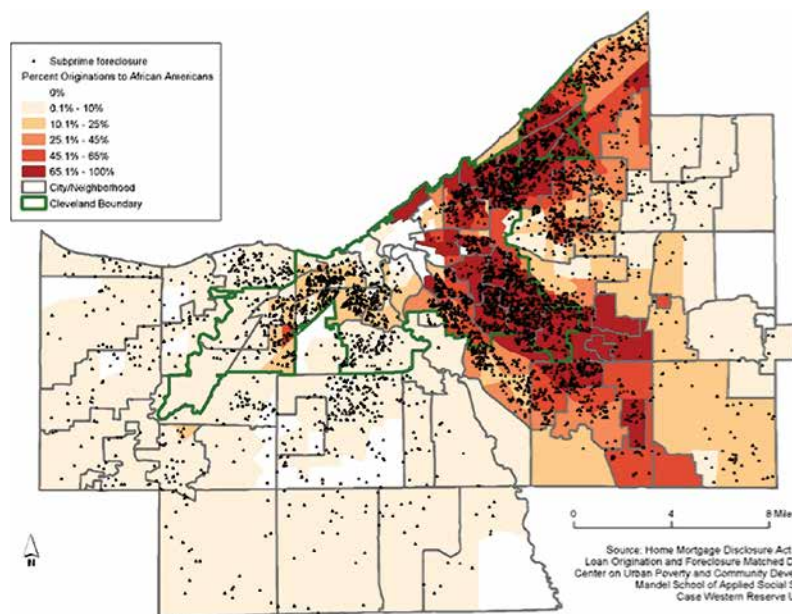 Subprime foreclosure
Percent Originations to African Americans
0%
0.1% - 10%
10.1% - 25%
25.1% - 45%
45.1% - 65%
65.1% - 100%
City/Neighborhood
Cleveland Boundary
N
0 4 8 Mile
Source: Home Mortgage Disclosure Act
Loan Origination and Foreclosure Matched D
Center on Urban Poverty and Community Deve
Mandel School of Applied Social S
Case Western Reserve U